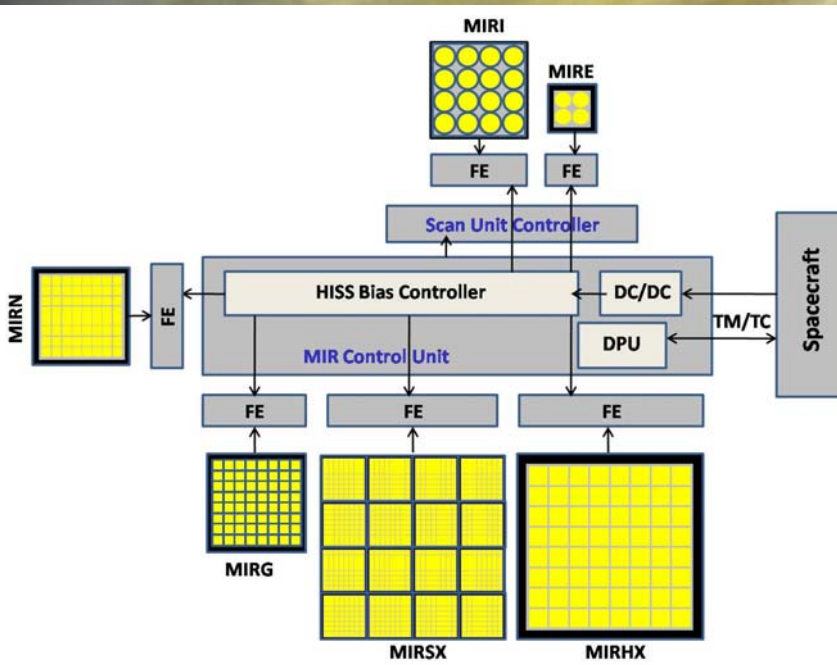 MIRI
MIRE
FE
FE
Scan Unit Controller
MIRN
FE
HISS Bias Controller
DC/DC
DPU
MIR Control Unit
TM/TC
Spacecraft
FE
FE
FE
MIRG
MIRSX
MIRHX